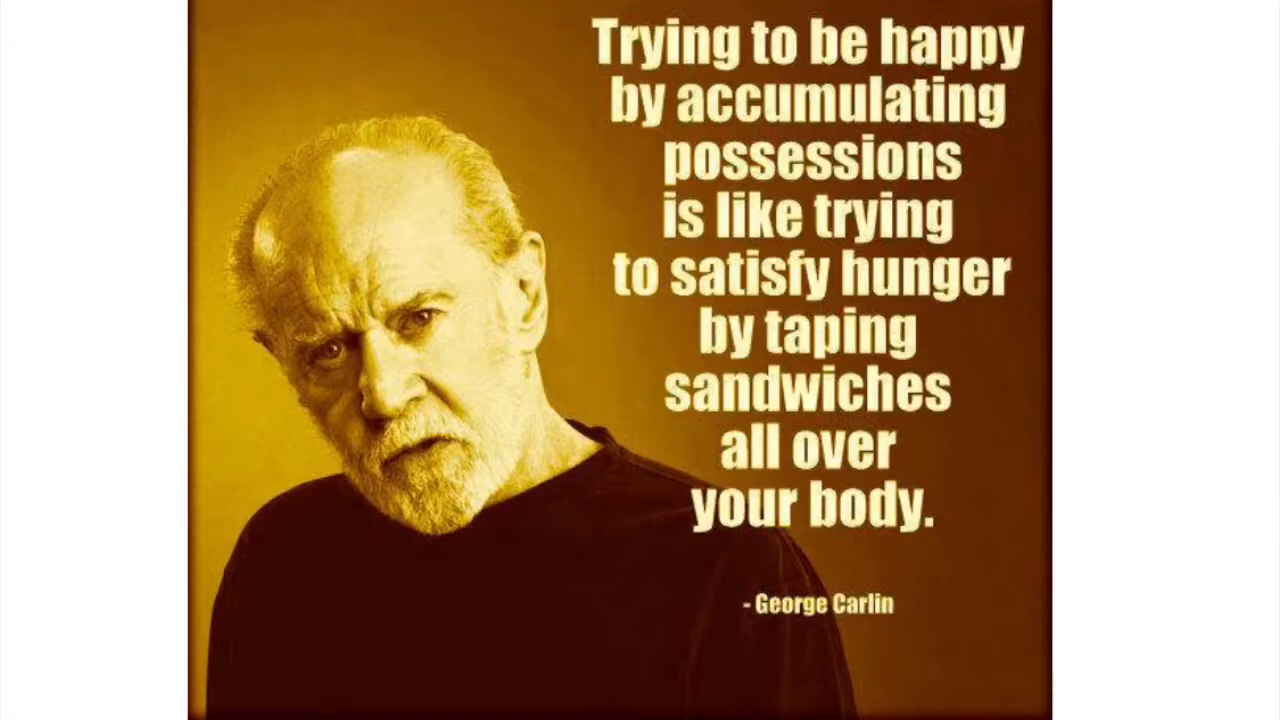 Trying to be happy
by accumulating
possessions
is like trying
to satisfy hunger
by taping
sandwiches
all over
your body.
- George Carlin